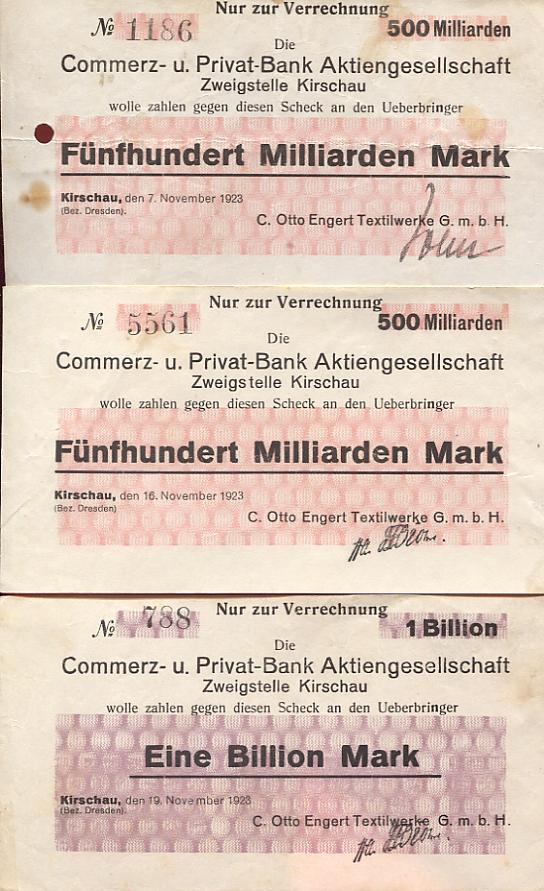 Nur zur Verrechnung
№ 1186 500 Milliarden
Die
Commerz- u. Privat-Bank Aktiengesellschaft
Zweigstelle Kirschau
wolle zahlen gegen diesen Scheck an den Ueberbringer
Fünfhundert Milliarden Mark
Kirschau, den 7. November 1923
(Bez. Dresden).
C. Otto Engert Textilwerke G. m. b. H.
Nur zur Verrechnung
№ 5561 500 Milliarden
Die
Commerz- u. Privat-Bank Aktiengesellschaft
Zweigstelle Kirschau
wolle zahlen gegen diesen Scheck an den Ueberbringer
Fünfhundert Milliarden Mark
Kirschau, den 16. November 1923
(Bez. Dresden)
C. Otto Engert Textilwerke G. m. b. H.
Nur zur Verrechnung
№ 788 1 Billion
Die
Commerz- u. Privat-Bank Aktiengesellschaft
Zweigstelle Kirschau
wolle zahlen gegen diesen Scheck an den Ueberbringer
Eine Billion Mark
Kirschau, den 19. November 1923
(Bez. Dresden).
C. Otto Engert Textilwerke G. m. b. H.